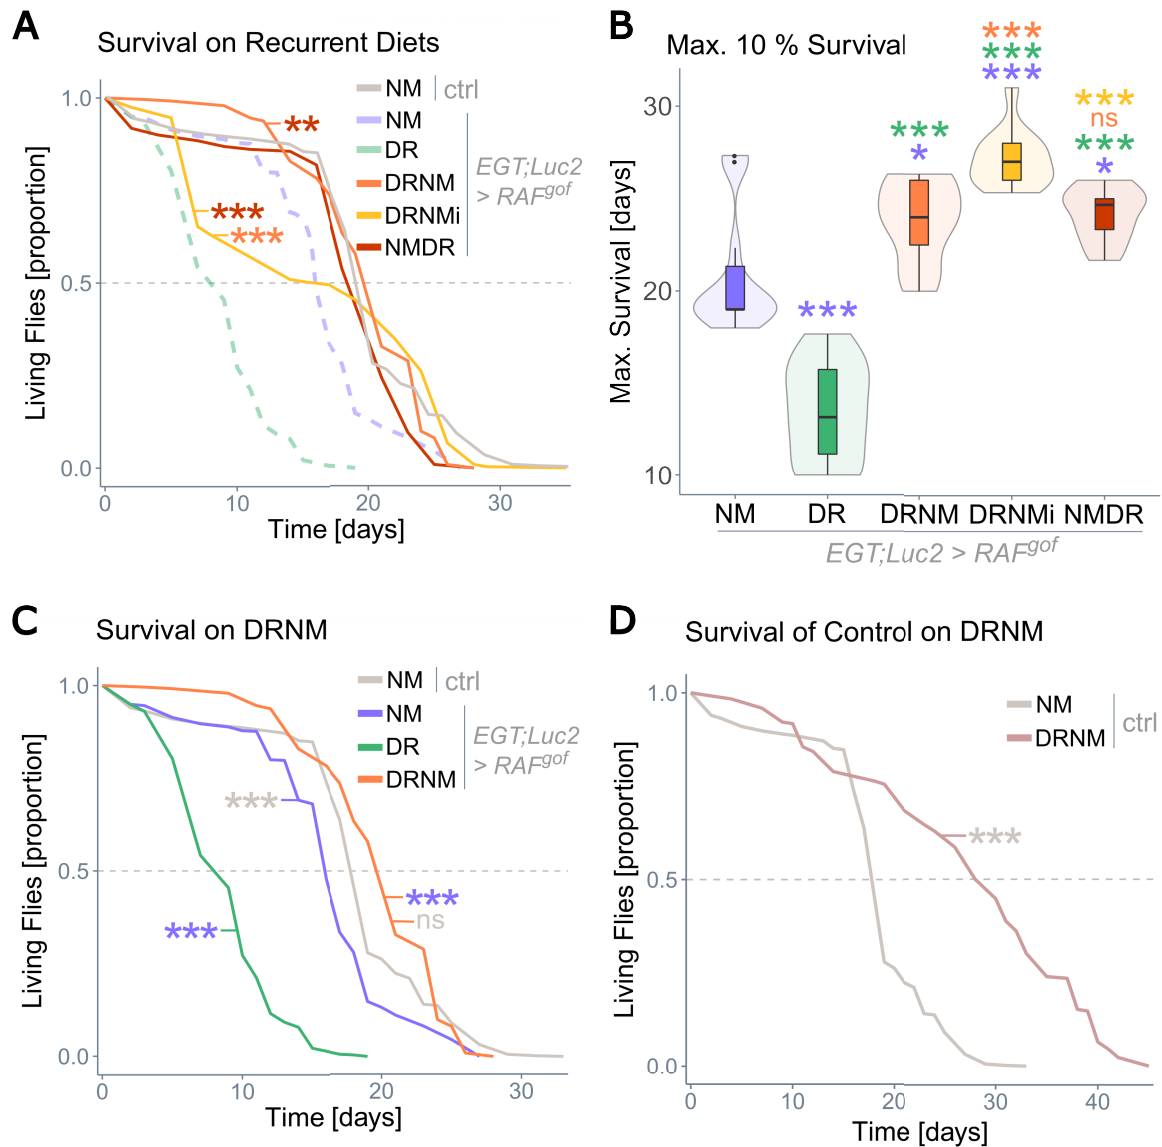 A
Survival on Recurrent Diets
Living Flies [proportion]
1.0
0.5
0.0
0
10
20
30
Time [days]
NM
ctrl
NM
DR
DRNM
DRNMi
NMDR
EGT;Luc2
> RAFgof
**
***
***
B
Max. 10 % Survival
Max. Survival [days]
30
20
10
***
***
*
***
***
***
***
ns
***
*
NM DR DRNM DRNMi NMDR
EGT;Luc2 > RAFgof
C
Survival on DRNM
Living Flies [proportion]
1.0
0.5
0.0
0
10
20
30
Time [days]
NM
ctrl
NM
DR
DRNM
EGT;Luc2
> RAFgof
***
***
ns
***
D
Survival of Control on DRNM
Living Flies [proportion]
1.0
0.5
0.0
0
10
20
30
40
Time [days]
NM
DRNM
ctrl
***